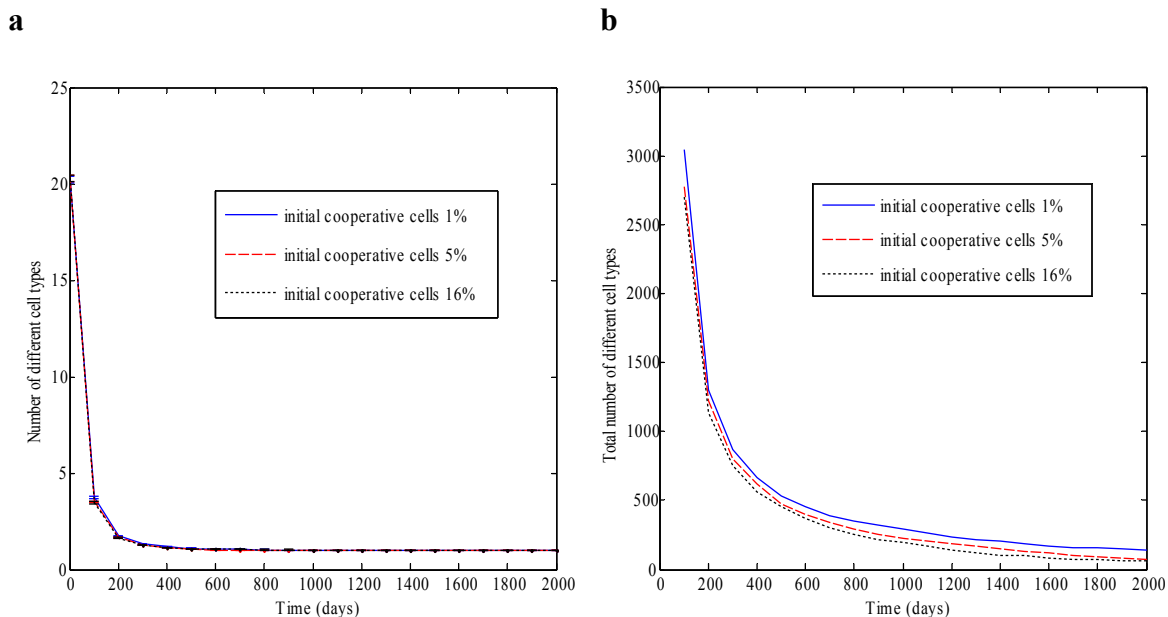 a
25
20
15
10
5
0
0 200 400 600 800 1000 1200 1400 1600 1800 2000
Number of different cell types
Time (days)
initial cooperative cells 1%
initial cooperative cells 5%
initial cooperative cells 16%
b
3500
3000
2500
2000
1500
1000
500
0
0 200 400 600 800 1000 1200 1400 1600 1800 2000
Total number of different cell types
Time (days)
initial cooperative cells 1%
initial cooperative cells 5%
initial cooperative cells 16%